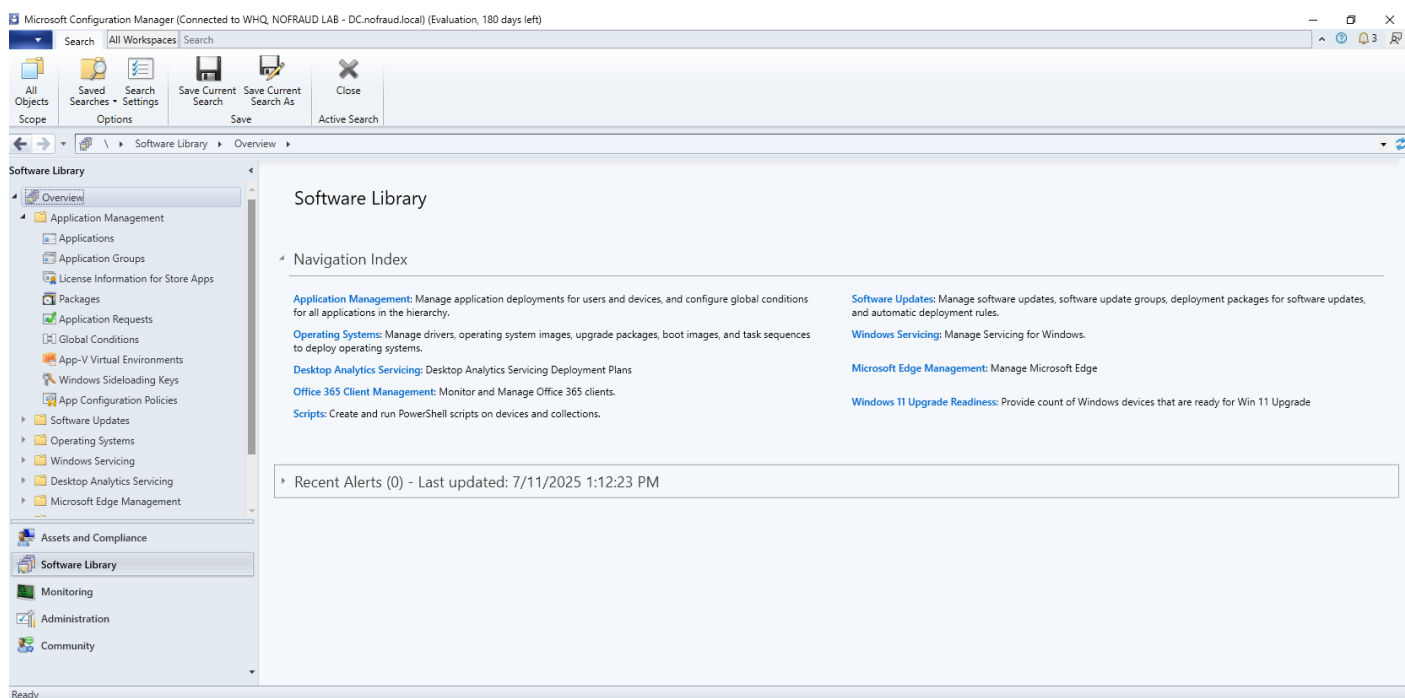 Microsoft Configuration Manager (Connected to WHQ, NOFRAUD LAB - DC.nofraud.local) (Evaluation, 180 days left)
Search All Workspaces Search
3
All Objects
Saved Searches
Search Settings
Save Current Search
Save Current Search As
Close
Scope Options Save Active Search
\ Software Library Overview
Software Library
Overview
Application Management
Applications
Application Groups
License Information for Store Apps
Packages
Application Requests
Global Conditions
App-V Virtual Environments
Windows Sideloading Keys
App Configuration Policies
Software Updates
Operating Systems
Windows Servicing
Desktop Analytics Servicing
Microsoft Edge Management
Assets and Compliance
Software Library
Monitoring
Administration
Community
Software Library
Navigation Index
Application Management: Manage application deployments for users and devices, and configure global conditions
for all applications in the hierarchy.
Operating Systems: Manage drivers, operating system images, upgrade packages, boot images, and task sequences
to deploy operating systems.
Desktop Analytics Servicing: Desktop Analytics Servicing Deployment Plans
Office 365 Client Management: Monitor and Manage Office 365 clients.
Scripts: Create and run PowerShell scripts on devices and collections.
Software Updates: Manage software updates, software update groups, deployment packages for software updates,
and automatic deployment rules.
Windows Servicing: Manage Servicing for Windows.
Microsoft Edge Management: Manage Microsoft Edge
Windows 11 Upgrade Readiness: Provide count of Windows devices that are ready for Win 11 Upgrade
Recent Alerts (0) - Last updated: 7/11/2025 1:12:23 PM
Ready